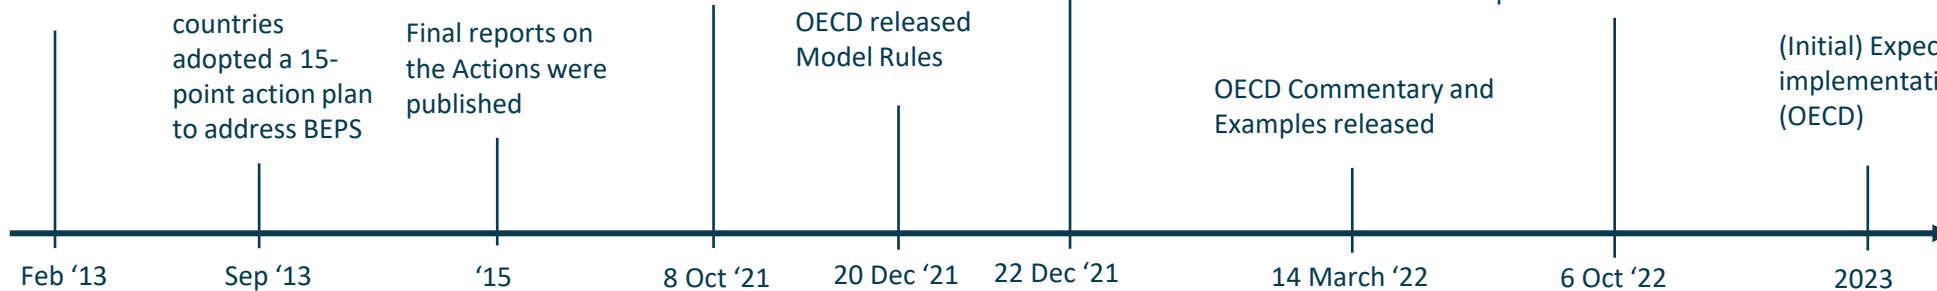 countries
adopted a 15-
point action plan
to address BEPS
Final reports on
the Actions were
published
OECD released
Model Rules
OECD Commentary and
Examples released
(Initial)
(OECD)
Feb ‘13
Sep ‘13
‘15
8 Oct ‘21
20 Dec ‘21
22 Dec ‘21
14 March ‘22
6 Oct ‘22
2023